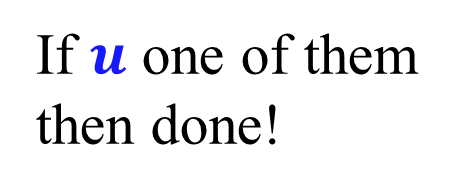 If u one of them
then done!